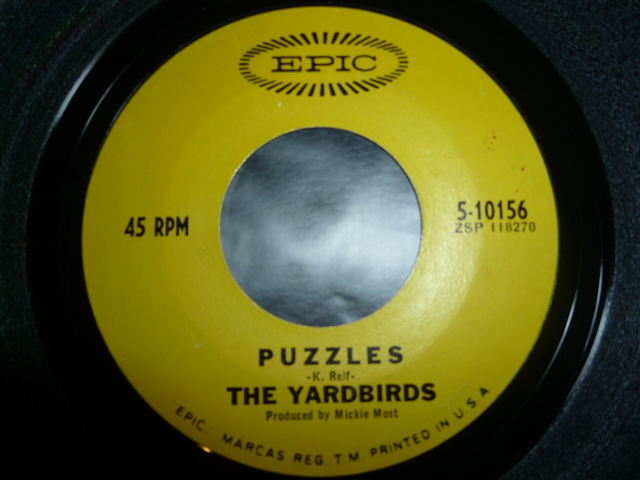 EPIC
45 RPM
5-10156
ZSP 118270
PUZZLES
-K. Relf-
THE YARDBIRDS
Produced by Mickie Most
"EPIC," MARCAS REG. T.M. PRINTED IN U.S.A.